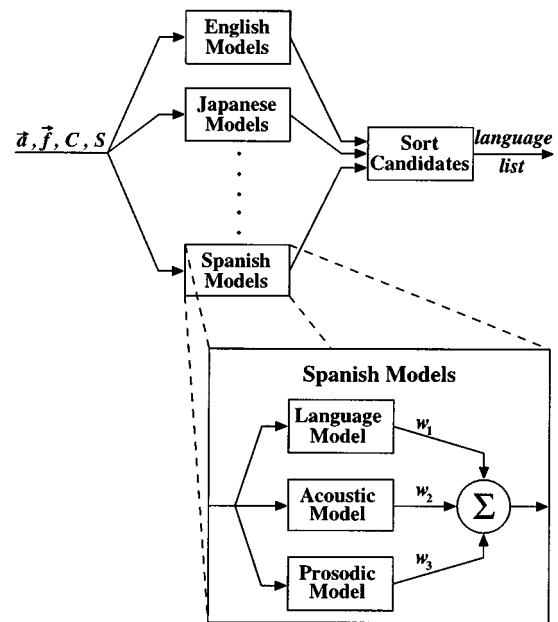 English
Models
Japanese
Models
a⃗ , f⃗ , C , S
Sort
Candidates
language
list
Spanish
Models
Spanish Models
Language
Model
w₁
Acoustic
Model
w₂
Σ
Prosodic
Model
w₃